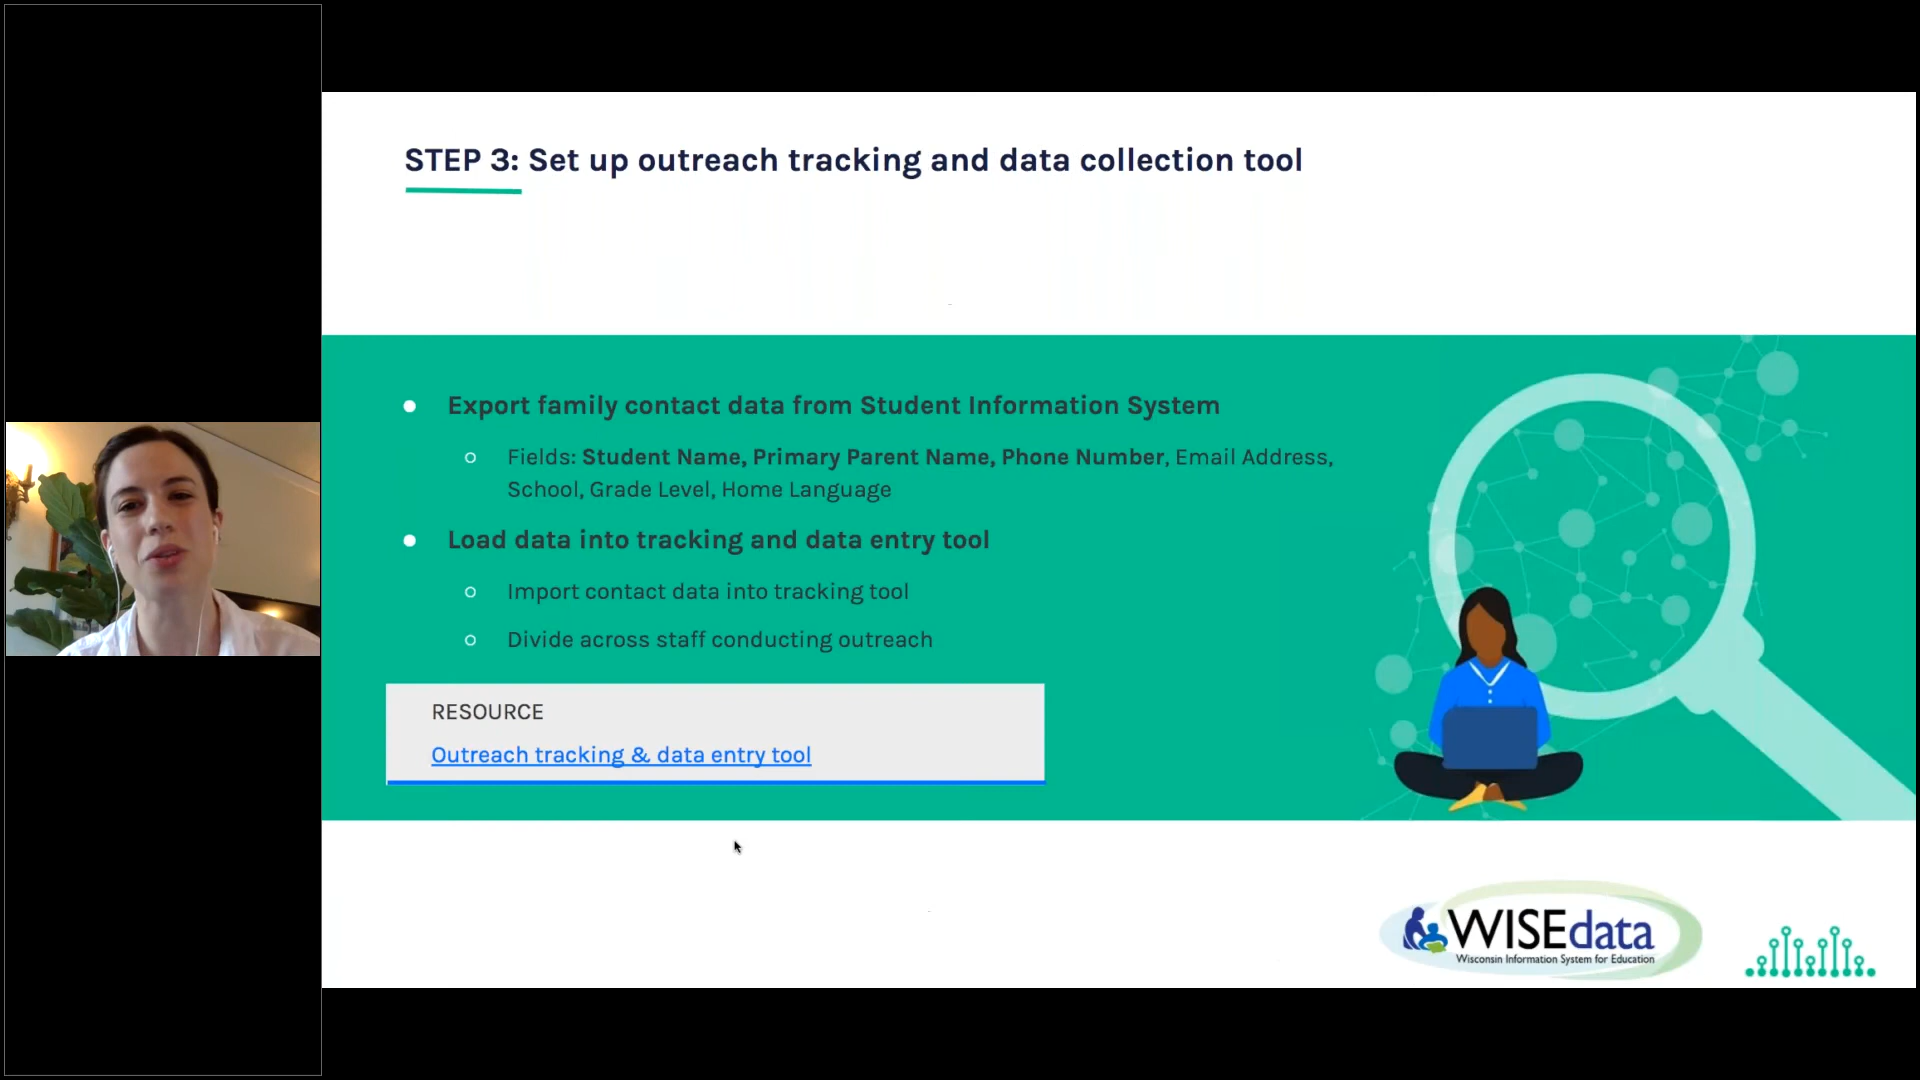 STEP 3: Set up outreach tracking and data collection tool
Export family contact data from Student Information System
Fields: Student Name, Primary Parent Name, Phone Number, Email Address,
School, Grade Level, Home Language
Load data into tracking and data entry tool
Import contact data into tracking tool
Divide across staff conducting outreach
RESOURCE
Outreach tracking & data entry tool
WISEdata
Wisconsin Information System for Education